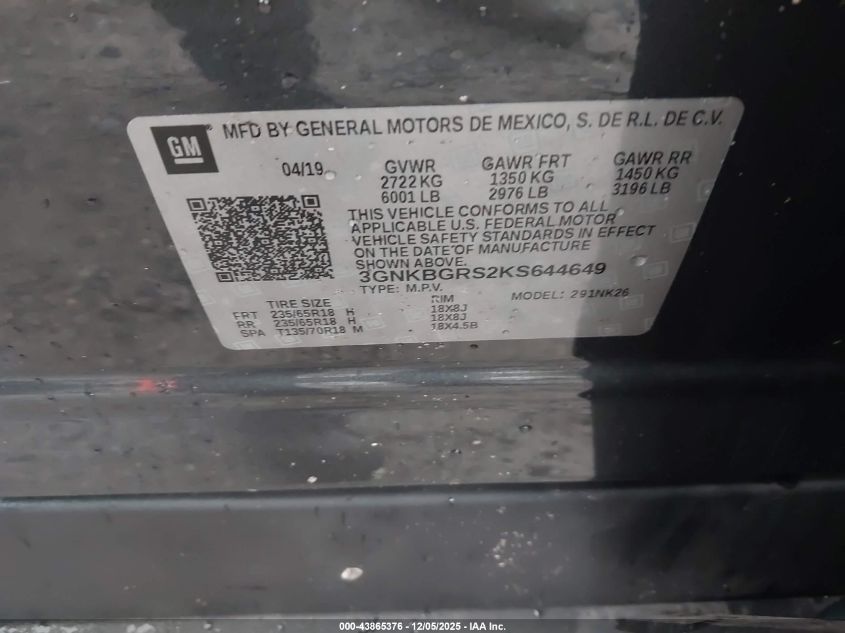 GM
MFD BY GENERAL MOTORS DE MEXICO, S. DE R.L. DE C.V.
04/19 GVWR GAWR FRT GAWR RR
2722 KG 1350 KG 1450 KG
6001 LB 2976 LB 3196 LB
THIS VEHICLE CONFORMS TO ALL
APPLICABLE U.S. FEDERAL MOTOR
VEHICLE SAFETY STANDARDS IN EFFECT
ON THE DATE OF MANUFACTURE
SHOWN ABOVE.
3GNKBGRS2KS644649
TYPE: M.P.V. MODEL: 291NK26
TIRE SIZE RIM
FRT 235/65R18 H 18X8J
RR 235/65R18 H 18X8J
SPA T135/70R18 M 18X4.5B
000-43865376 - 12/05/2025 - IAA Inc.